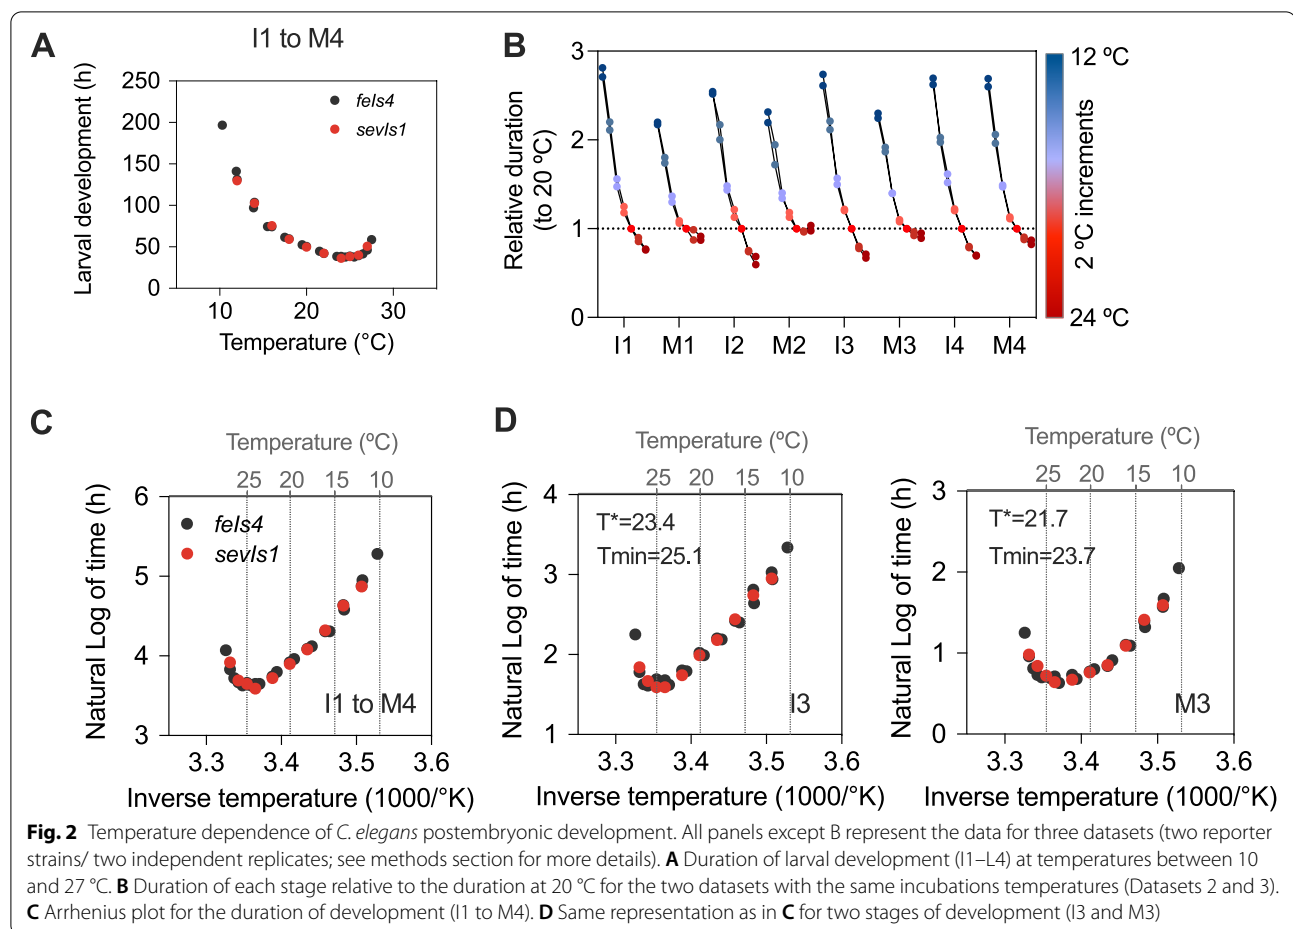 A
I1 to M4
Larval development (h)
250
200
150
100
50
0
fels4
sevls1
10
20
30
Temperature (°C)
B
Relative duration
(to 20 ºC)
3
2
1
0
I1
M1
I2
M2
I3
M3
I4
M4
12 ºC
2 ºC increments
24 ºC
C
Temperature (ºC)
25
20
15
10
Natural Log of time (h)
6
5
4
3
fels4
sevls1
I1 to M4
3.3
3.4
3.5
3.6
Inverse temperature (1000/°K)
D
Temperature (ºC)
25
20
15
10
Natural Log of time (h)
4
3
2
1
T*=23.4
Tmin=25.1
I3
3.3
3.4
3.5
3.6
Inverse temperature (1000/°K)
Temperature (ºC)
25
20
15
10
Natural Log of time (h)
3
2
1
0
T*=21.7
Tmin=23.7
M3
3.3
3.4
3.5
3.6
Inverse temperature (1000/°K)
Fig. 2 Temperature dependence of C. elegans postembryonic development. All panels except B represent the data for three datasets (two reporter
strains/ two independent replicates; see methods section for more details). A Duration of larval development (I1–L4) at temperatures between 10
and 27 °C. B Duration of each stage relative to the duration at 20 °C for the two datasets with the same incubations temperatures (Datasets 2 and 3).
C Arrhenius plot for the duration of development (I1 to M4). D Same representation as in C for two stages of development (I3 and M3)